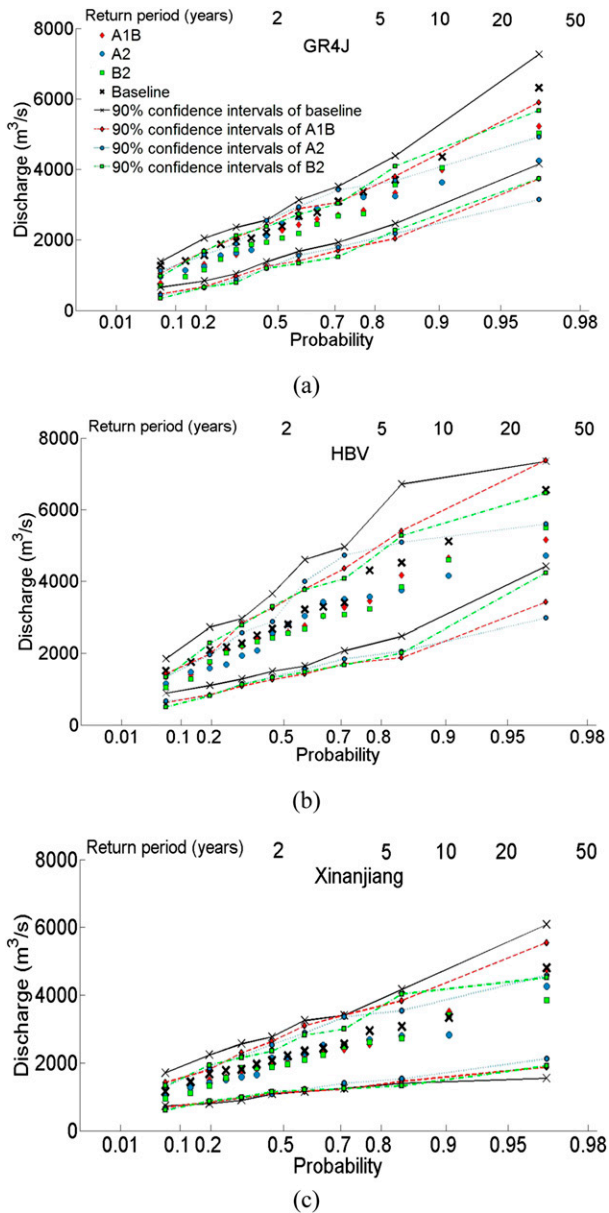 Return period (years) 2 5 10 20 50
GR4J
A1B
A2
B2
Baseline
90% confidence intervals of baseline
90% confidence intervals of A1B
90% confidence intervals of A2
90% confidence intervals of B2
Discharge (m³/s)
8000
6000
4000
2000
0
0.01 0.1 0.2 0.5 0.7 0.8 0.9 0.95 0.98
Probability
(a)
Return period (years) 2 5 10 20 50
HBV
Discharge (m³/s)
8000
6000
4000
2000
0
0.01 0.1 0.2 0.5 0.7 0.8 0.9 0.95 0.98
Probability
(b)
Return period (years) 2 5 10 20 50
Xinanjiang
Discharge (m³/s)
8000
6000
4000
2000
0
0.01 0.1 0.2 0.5 0.7 0.8 0.9 0.95 0.98
Probability
(c)